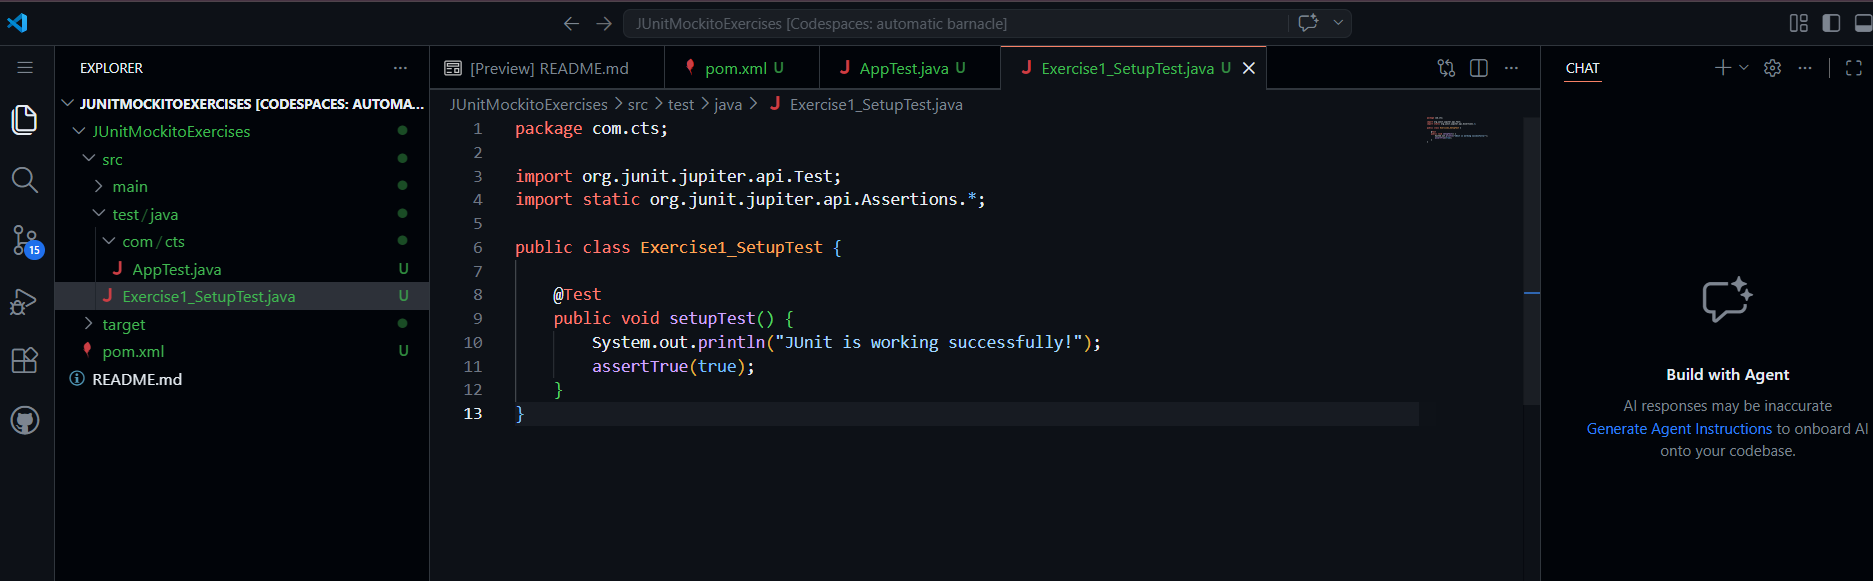 JUnitMockitoExercises [Codespaces: automatic barnacle]
EXPLORER
[Preview] README.md
pom.xml U
AppTest.java U
Exercise1_SetupTest.java U
CHAT
JUNITMOCKITOEXERCISES [CODESPACES: AUTOMA...
JUnitMockitoExercises
src
main
test/java
com/cts
AppTest.java U
Exercise1_SetupTest.java U
target
pom.xml U
README.md
15
JUnitMockitoExercises > src > test > java > Exercise1_SetupTest.java
1 package com.cts;
2
3 import org.junit.jupiter.api.Test;
4 import static org.junit.jupiter.api.Assertions.*;
5
6 public class Exercise1_SetupTest {
7
8 @Test
9 public void setupTest() {
10 System.out.println("JUnit is working successfully!");
11 assertTrue(true);
12 }
13 }
Build with Agent
AI responses may be inaccurate
Generate Agent Instructions to onboard AI
onto your codebase.